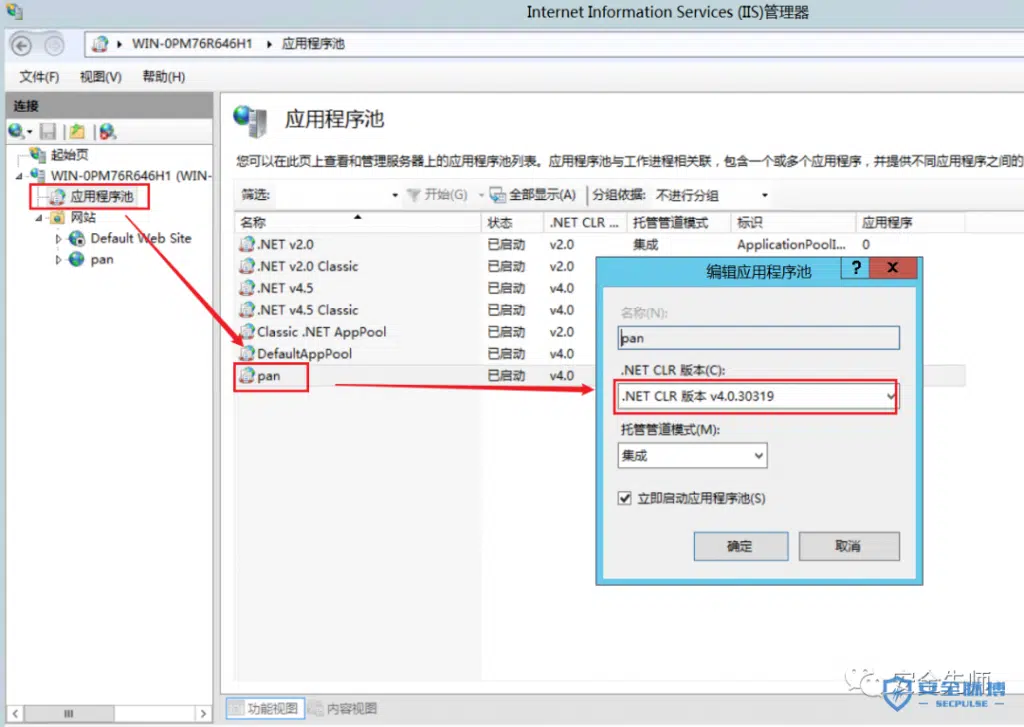 Internet Information Services (IIS)管理器
WIN-0PM76R646H1 应用程序池
文件(F) 视图(V) 帮助(H)
连接
起始页
WIN-0PM76R646H1 (WIN-
应用程序池
网站
Default Web Site
pan
应用程序池
您可以在此页上查看和管理服务器上的应用程序池列表。应用程序池与工作进程相关联，包含一个或多个应用程序，并提供不同应用程序之间的
筛选: 开始(G) 全部显示(A) 分组依据: 不进行分组
名称 状态 .NET CLR ... 托管管道模式 标识 应用程序
.NET v2.0 已启动 v2.0 集成 ApplicationPoolI... 0
.NET v2.0 Classic 已启动 v2.0
.NET v4.5 已启动 v4.0
.NET v4.5 Classic 已启动 v4.0
Classic .NET AppPool 已启动 v2.0
DefaultAppPool 已启动 v4.0
pan 已启动 v4.0
编辑应用程序池 ? X
名称(N):
pan
.NET CLR 版本(C):
.NET CLR 版本 v4.0.30319
托管管道模式(M):
集成
立即启动应用程序池(S)
确定 取消
功能视图 内容视图
安全脉搏
SECPULSE